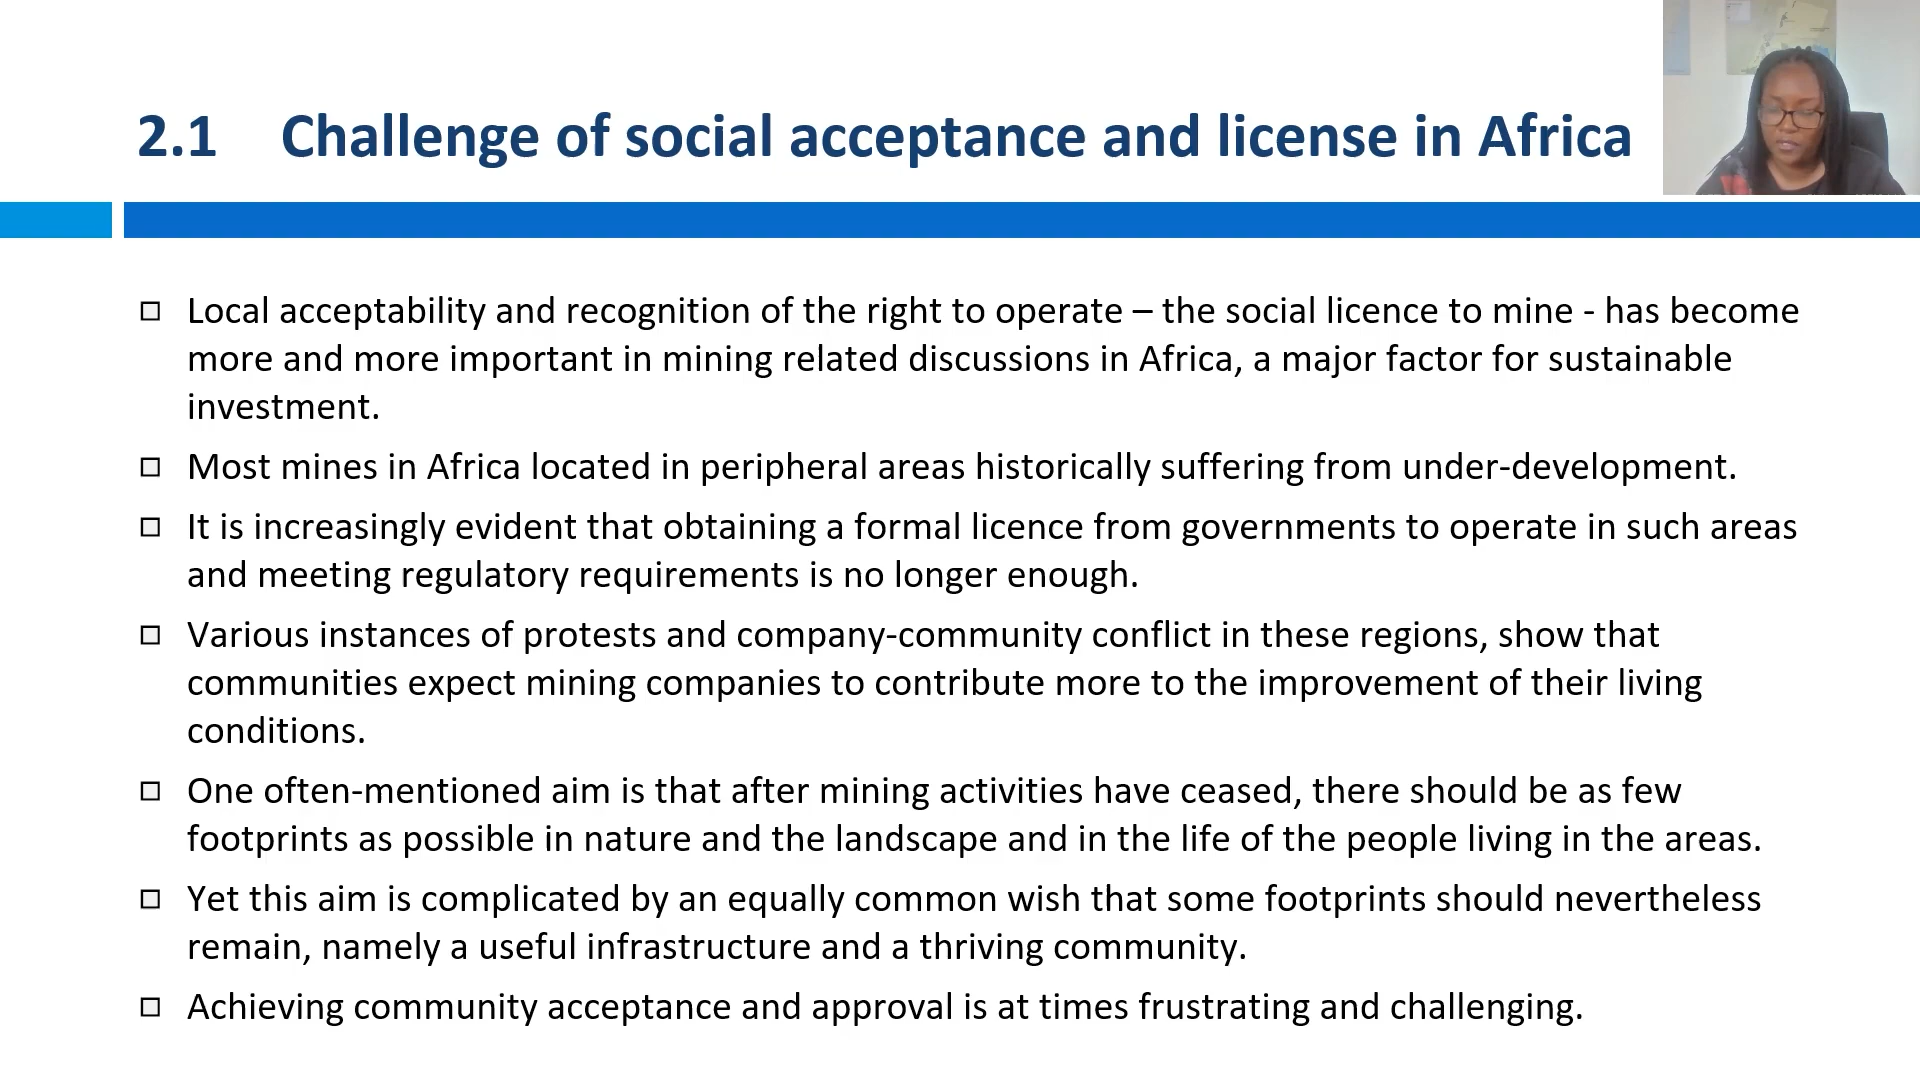 2.1 Challenge of social acceptance and license in Africa
Local acceptability and recognition of the right to operate – the social licence to mine - has become
more and more important in mining related discussions in Africa, a major factor for sustainable
investment.
Most mines in Africa located in peripheral areas historically suffering from under-development.
It is increasingly evident that obtaining a formal licence from governments to operate in such areas
and meeting regulatory requirements is no longer enough.
Various instances of protests and company-community conflict in these regions, show that
communities expect mining companies to contribute more to the improvement of their living
conditions.
One often-mentioned aim is that after mining activities have ceased, there should be as few
footprints as possible in nature and the landscape and in the life of the people living in the areas.
Yet this aim is complicated by an equally common wish that some footprints should nevertheless
remain, namely a useful infrastructure and a thriving community.
Achieving community acceptance and approval is at times frustrating and challenging.